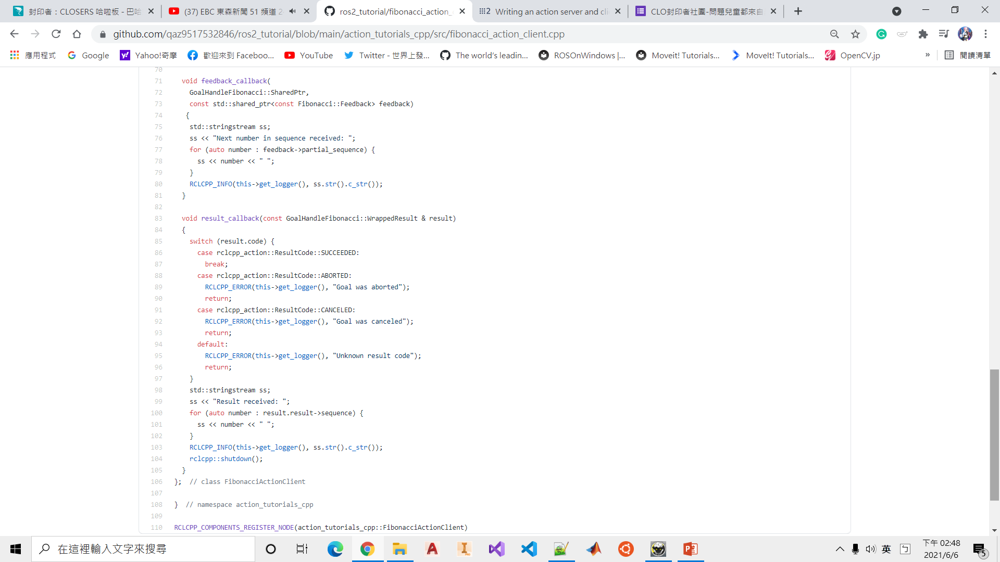 封印者：CLOSERS 哈啦板 - 巴哈
(37) EBC 東森新聞 51 頻道 2
ros2_tutorial/fibonacci_action_
Writing an action server and cli
CLO封印者社團-問題兒童都來自
github.com/qaz9517532846/ros2_tutorial/blob/main/action_tutorials_cpp/src/fibonacci_action_client.cpp
應用程式 Google Yahoo!奇摩 歡迎來到 Faceboo... YouTube Twitter - 世界上發... The world's leadin... ROSOnWindows |... Moveit! Tutorials... MoveIt! Tutorials... OpenCV.jp » 閱讀清單
70
71 void feedback_callback(
72 GoalHandleFibonacci::SharedPtr,
73 const std::shared_ptr<const Fibonacci::Feedback> feedback)
74 {
75 std::stringstream ss;
76 ss << "Next number in sequence received: ";
77 for (auto number : feedback->partial_sequence) {
78 ss << number << " ";
79 }
80 RCLCPP_INFO(this->get_logger(), ss.str().c_str());
81 }
82
83 void result_callback(const GoalHandleFibonacci::WrappedResult & result)
84 {
85 switch (result.code) {
86 case rclcpp_action::ResultCode::SUCCEEDED:
87 break;
88 case rclcpp_action::ResultCode::ABORTED:
89 RCLCPP_ERROR(this->get_logger(), "Goal was aborted");
90 return;
91 case rclcpp_action::ResultCode::CANCELED:
92 RCLCPP_ERROR(this->get_logger(), "Goal was canceled");
93 return;
94 default:
95 RCLCPP_ERROR(this->get_logger(), "Unknown result code");
96 return;
97 }
98 std::stringstream ss;
99 ss << "Result received: ";
100 for (auto number : result.result->sequence) {
101 ss << number << " ";
102 }
103 RCLCPP_INFO(this->get_logger(), ss.str().c_str());
104 rclcpp::shutdown();
105 }
106 }; // class FibonacciActionClient
107
108 } // namespace action_tutorials_cpp
109
110 RCLCPP_COMPONENTS_REGISTER_NODE(action_tutorials_cpp::FibonacciActionClient)
在這裡輸入文字來搜尋
英
下午 02:48
2021/6/6
5